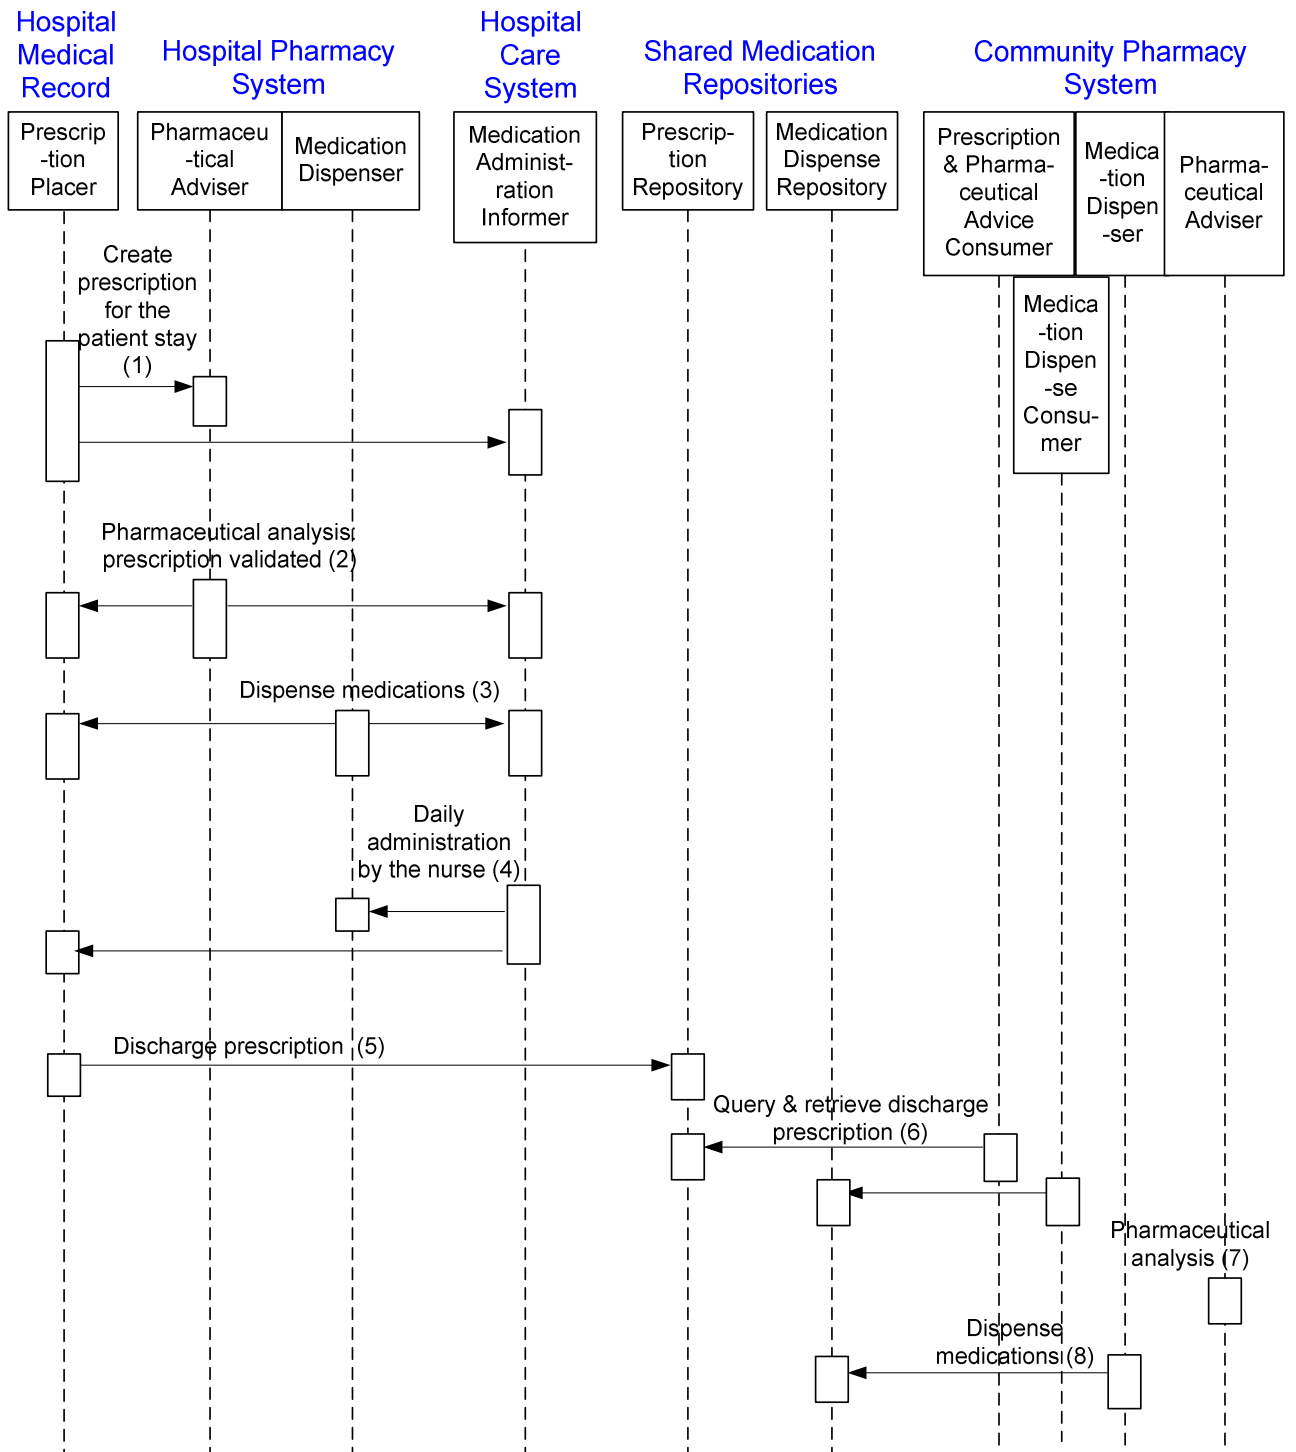 Hospital
Medical
Record
Hospital Pharmacy
System
Hospital
Care
System
Shared Medication
Repositories
Community Pharmacy
System
Prescrip
-tion
Placer
Pharmaceu
-tical
Adviser
Medication
Dispenser
Medication
Administ-
ration
Informer
Prescrip-
tion
Repository
Medication
Dispense
Repository
Prescription
& Pharma-
ceutical
Advice
Consumer
Medica
-tion
Dispen
-ser
Pharma-
ceutical
Adviser
Medica
-tion
Dispen
-se
Consu-
mer
Create
prescription
for the
patient stay
(1)
Pharmaceutical analysis,
prescription validated (2)
Dispense medications (3)
Daily
administration
by the nurse (4)
Discharge prescription (5)
Query & retrieve discharge
prescription (6)
Pharmaceutical
analysis (7)
Dispense
medications (8)